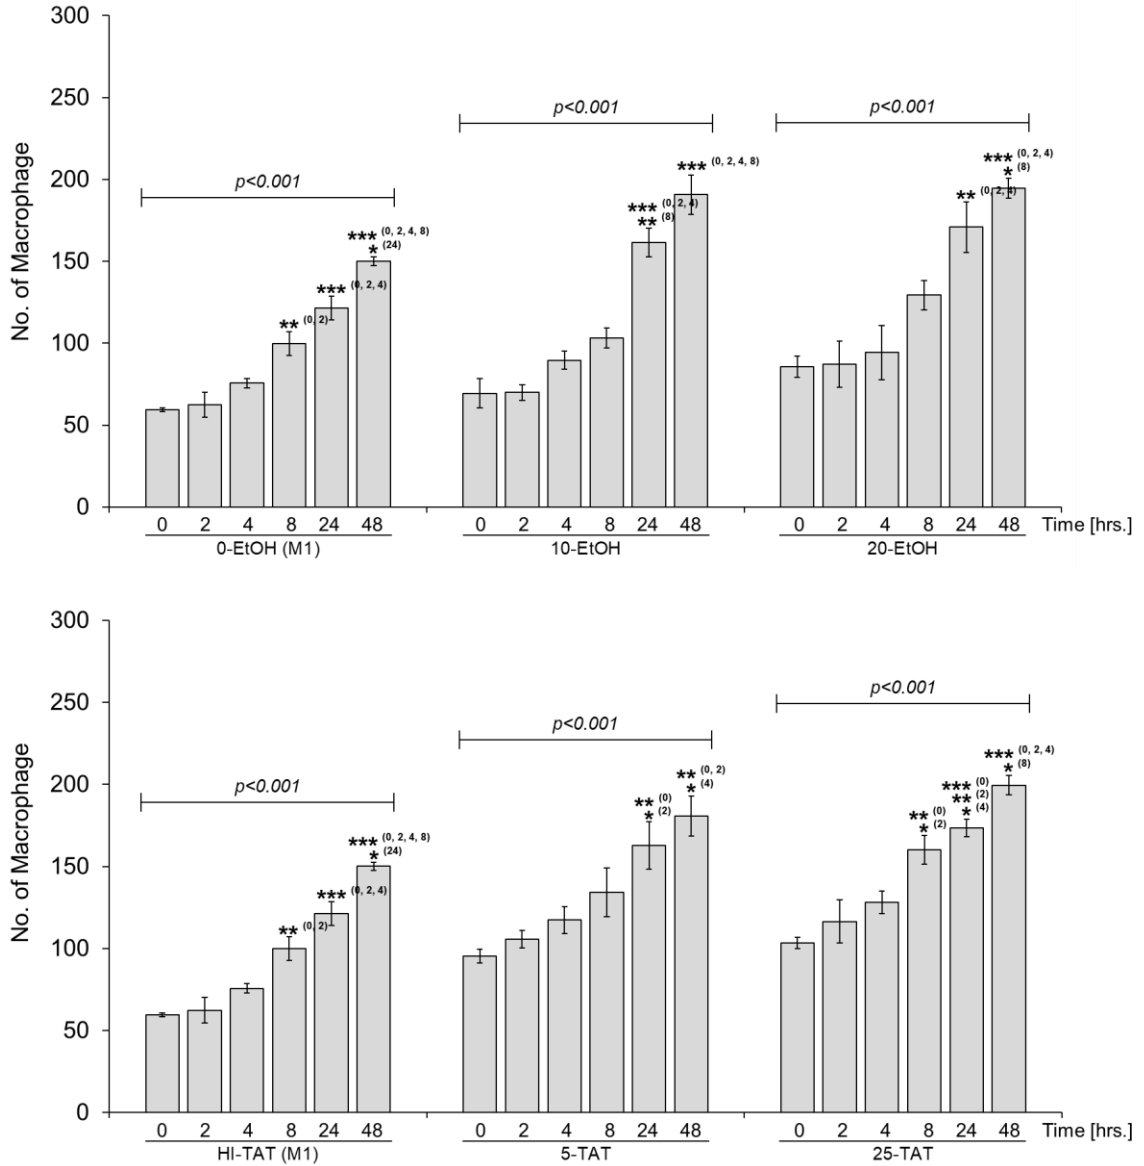 300
250
200
150
100
50
0
No. of Macrophage
p<0.001
p<0.001
p<0.001
** (0, 2)
*** (0, 2, 4)
*** (0, 2, 4, 8)
* (24)
*** (0, 2, 4)
** (8)
*** (0, 2, 4, 8)
** (0, 2, 4)
*** (0, 2, 4)
* (8)
0 2 4 8 24 48 0 2 4 8 24 48 0 2 4 8 24 48 Time [hrs.]
0-EtOH (M1) 10-EtOH 20-EtOH
300
250
200
150
100
50
0
No. of Macrophage
p<0.001
p<0.001
p<0.001
** (0, 2)
*** (0, 2, 4)
*** (0, 2, 4, 8)
* (24)
** (0)
* (2)
** (0, 2)
* (4)
** (0)
* (2)
*** (0)
** (2)
* (4)
*** (0, 2, 4)
* (8)
0 2 4 8 24 48 0 2 4 8 24 48 0 2 4 8 24 48 Time [hrs.]
HI-TAT (M1) 5-TAT 25-TAT